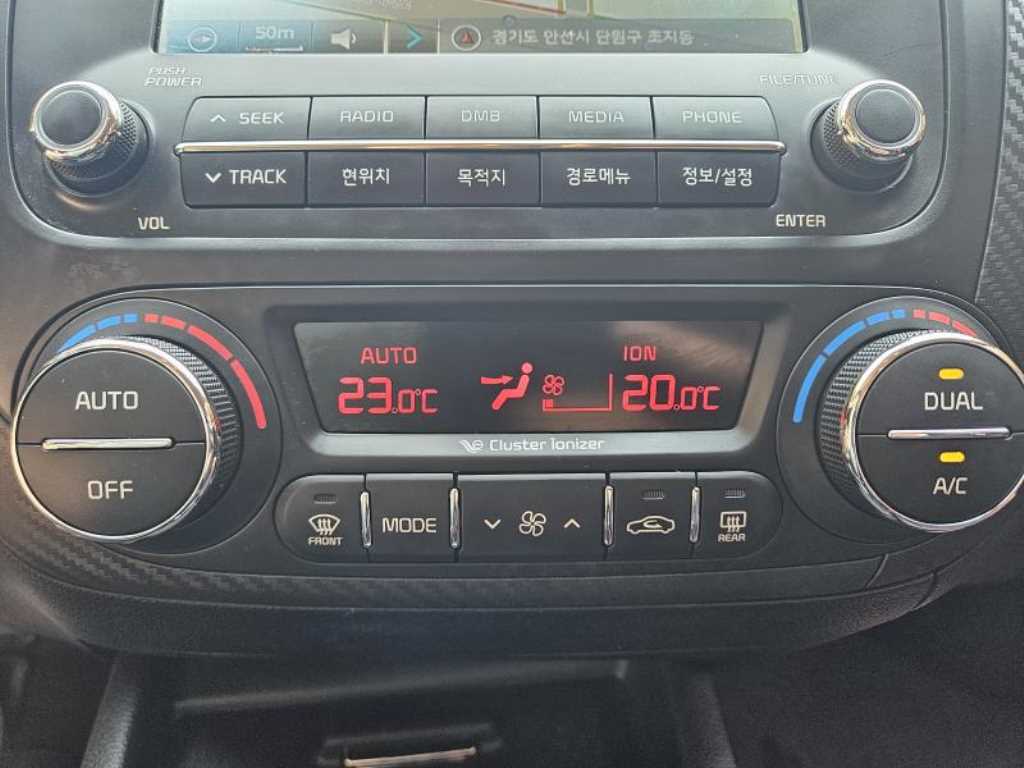 50m 경기도 안산시 단원구 초지동
PUSH
POWER
FILE/TUNE
SEEK RADIO DMB MEDIA PHONE
TRACK 현위치 목적지 경로메뉴 정보/설정
VOL
ENTER
AUTO ION
23.0°C 20.0°C
Cluster Ionizer
AUTO
OFF
DUAL
A/C
FRONT
MODE
REAR